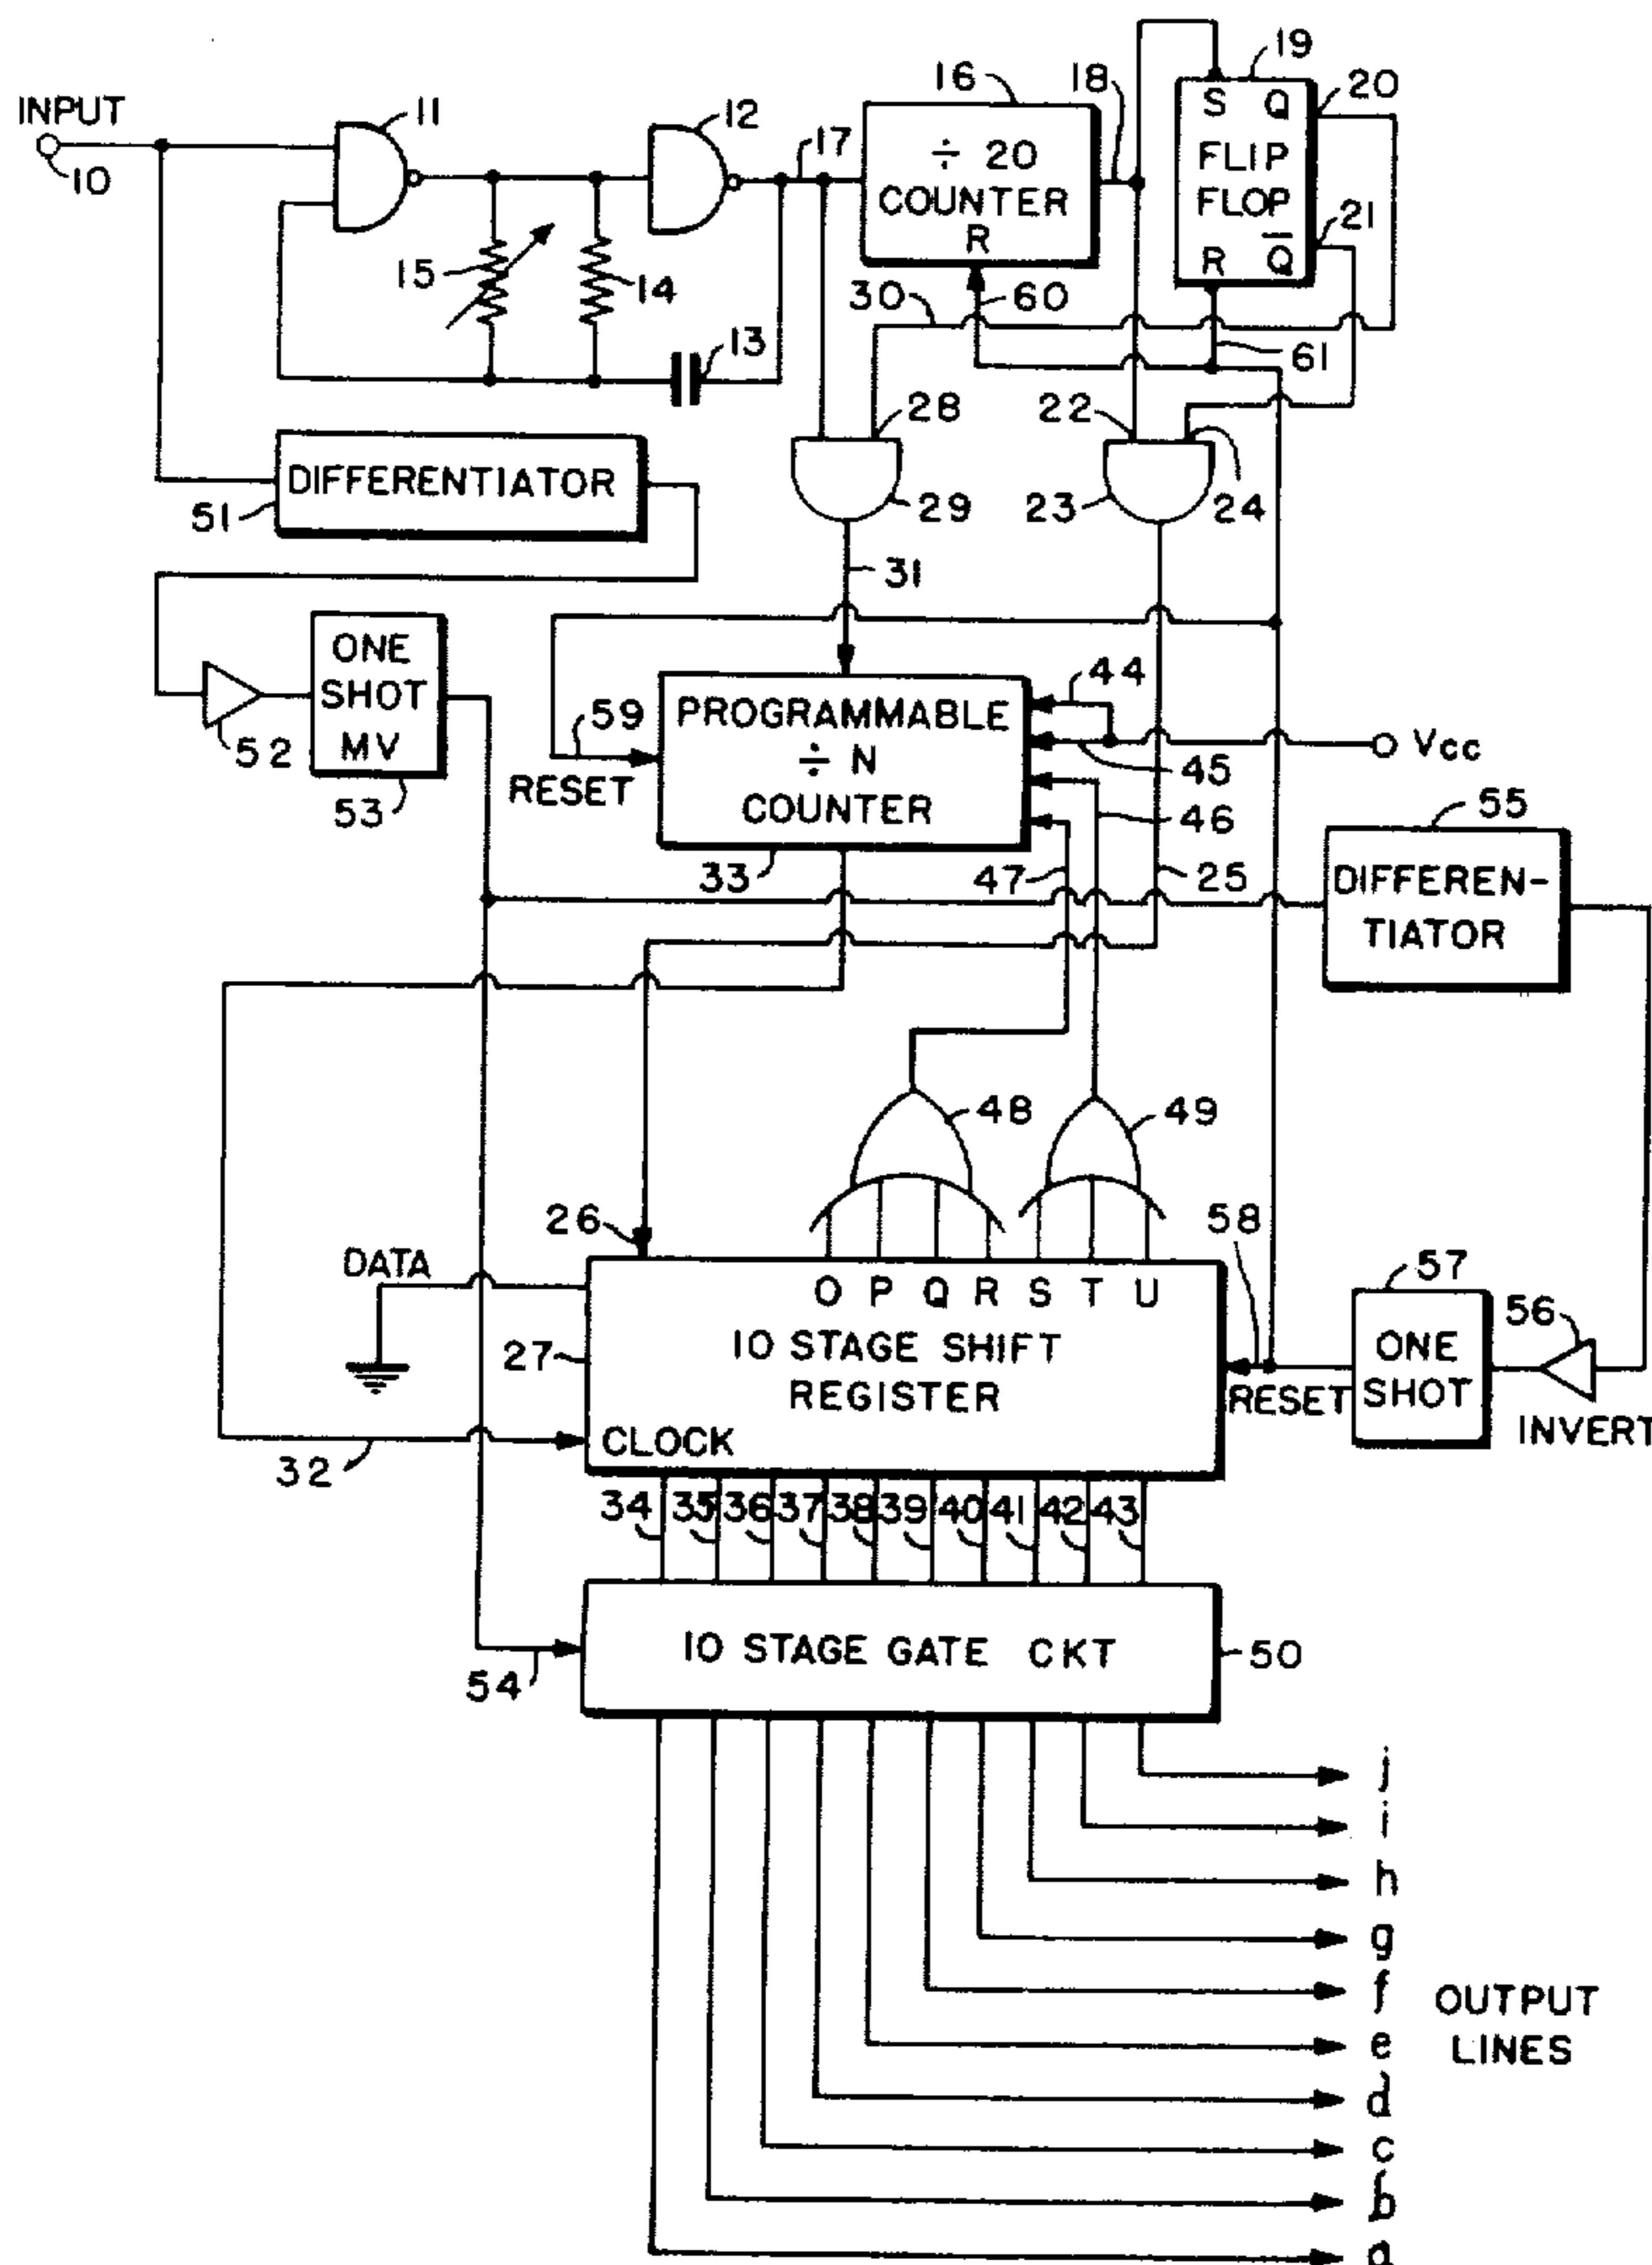 INPUT
10
11
12
17
16
÷ 20
COUNTER
R
18
19
S Q
FLIP
FLOP
R Q̅
20
21
15
14
13
30
60
61
28
22
29
23
24
DIFFERENTIATOR
51
31
ONE
SHOT
MV
52
53
59
RESET
PROGRAMMABLE
÷ N
COUNTER
33
44
Vcc
45
46
47
25
55
DIFFEREN-
TIATOR
48
49
26
58
57
56
DATA
O P Q R S T U
27
10 STAGE SHIFT
REGISTER
CLOCK
32
RESET
ONE
SHOT
INVERT
34 35 36 37 38 39 40 41 42 43
10 STAGE GATE CKT
50
54
j
i
h
g
f
e
d
c
b
a
OUTPUT
LINES